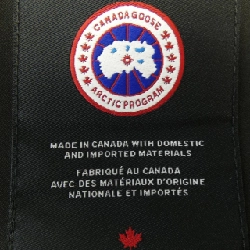 CANADA GOOSE
ARCTIC PROGRAM
MADE IN CANADA WITH DOMESTIC
AND IMPORTED MATERIALS
FABRIQUÉ AU CANADA
AVEC DES MATÉRIAUX D'ORIGINE
NATIONALE ET IMPORTÉS